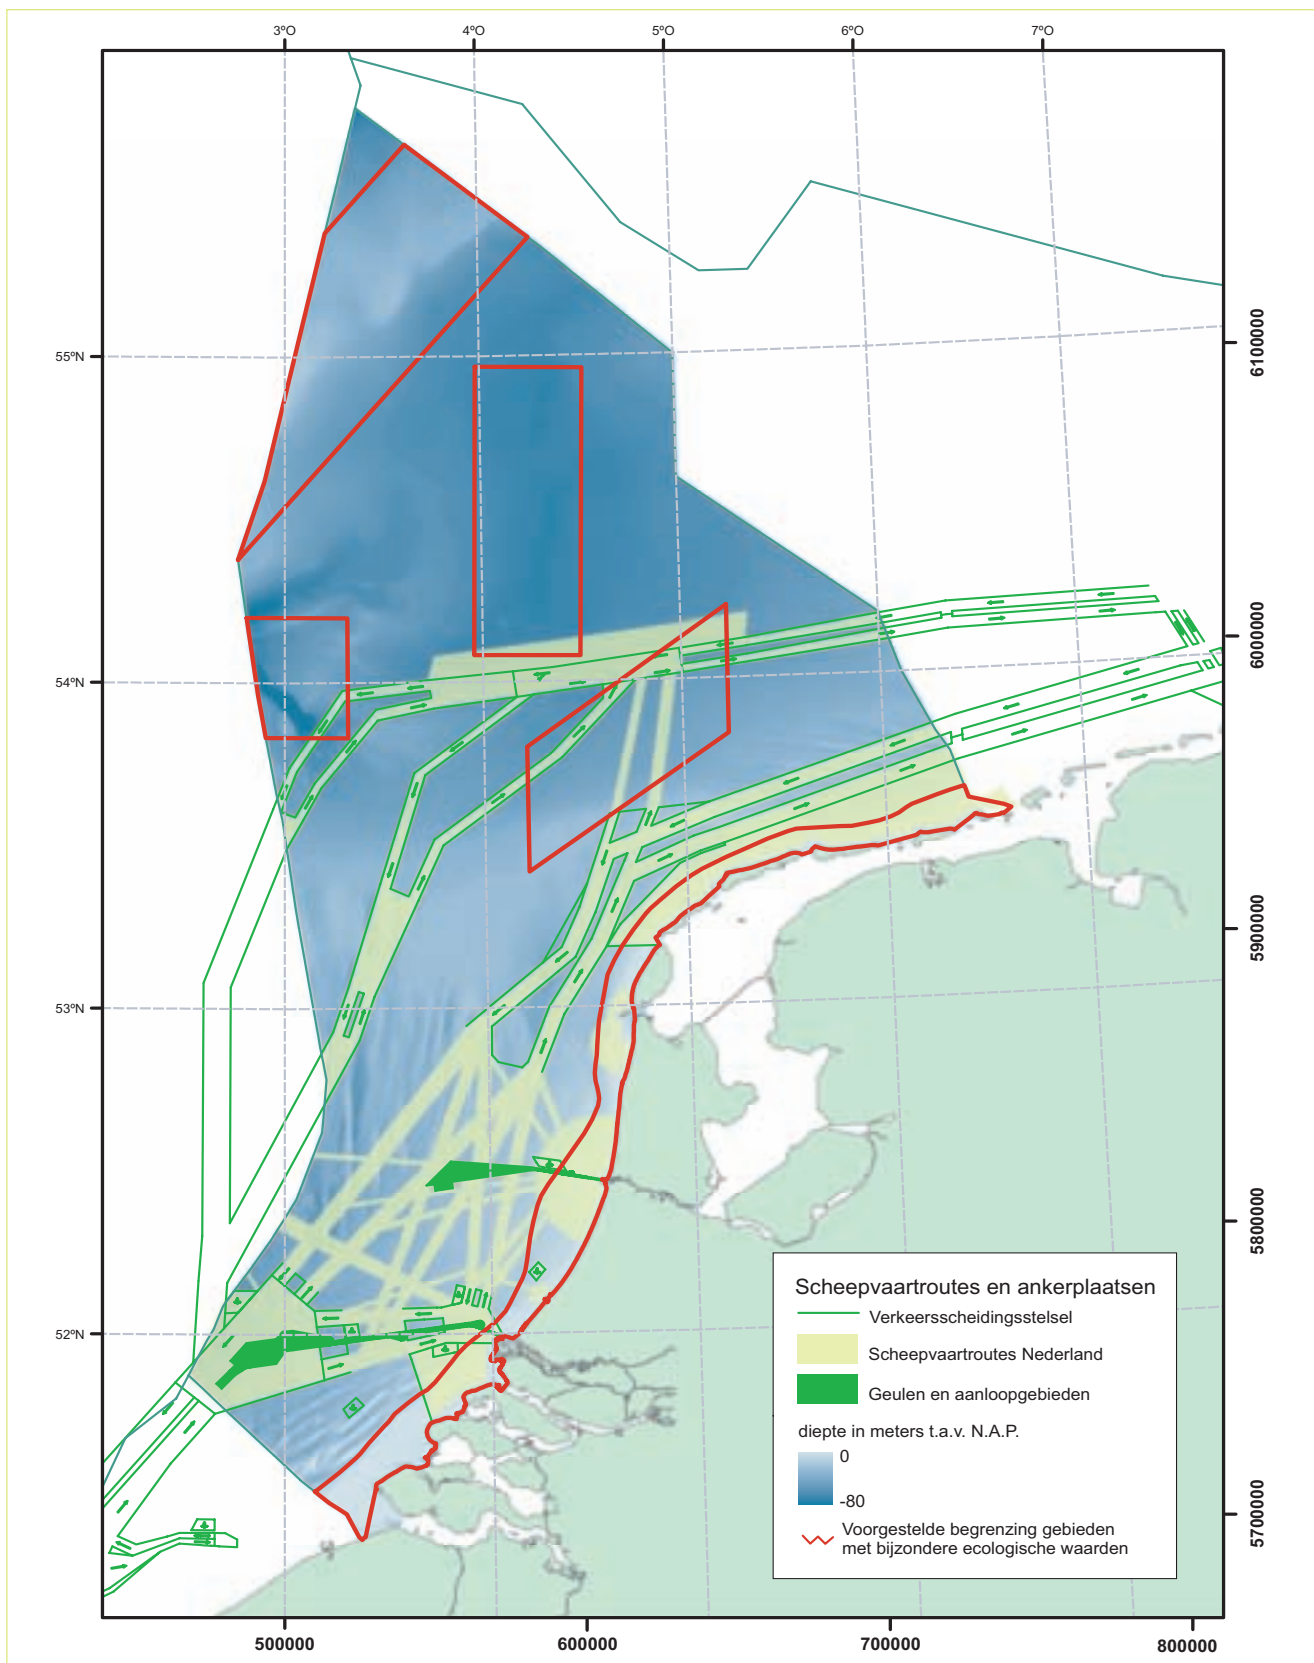 3ºO 4ºO 5ºO 6ºO 7ºO
55ºN
54ºN
53ºN
52ºN
6100000
6000000
5900000
5800000
5700000
Scheepvaartroutes en ankerplaatsen
Verkeersscheidingsstelsel
Scheepvaartroutes Nederland
Geulen en aanloopgebieden
diepte in meters t.a.v. N.A.P.
0
-80
Voorgestelde begrenzing gebieden
met bijzondere ecologische waarden
500000 600000 700000 800000